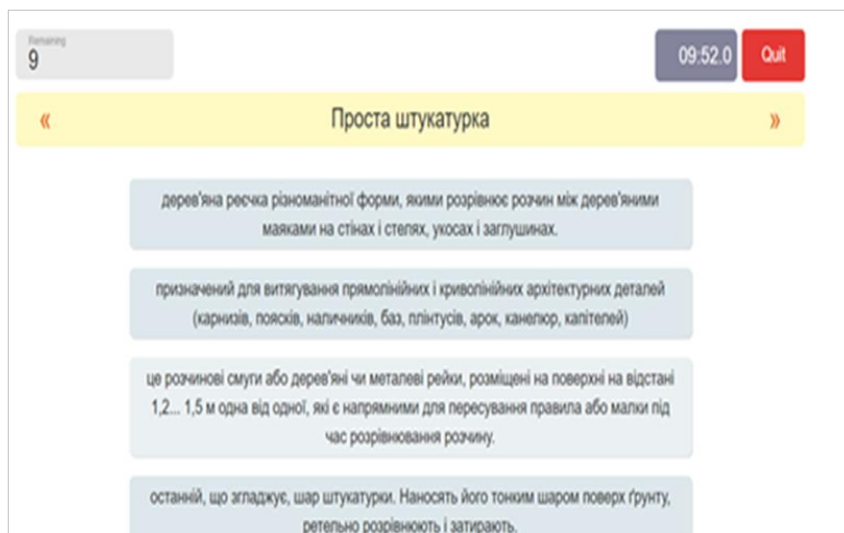 Remaining
9
09:52.0
Quit
« Проста штукатурка »
дерев'яна реєчка різноманітної форми, якими розрівнює розчин між дерев'яними
маяками на стінах і стелях, укосах і заглушинах.
призначений для витягування прямолінійних і криволінійних архітектурних деталей
(карнизів, поясків, наличників, баз, плінтусів, арок, канелюр, капітелей)
це розчинові смуги або дерев'яні чи металеві рейки, розміщені на поверхні на відстані
1,2... 1,5 м одна від одної, які є напрямними для пересування правила або малки під
час розрівнювання розчину.
останній, що згладжує, шар штукатурки. Наносять його тонким шаром поверх ґрунту,
ретельно розрівнюють і затирають.